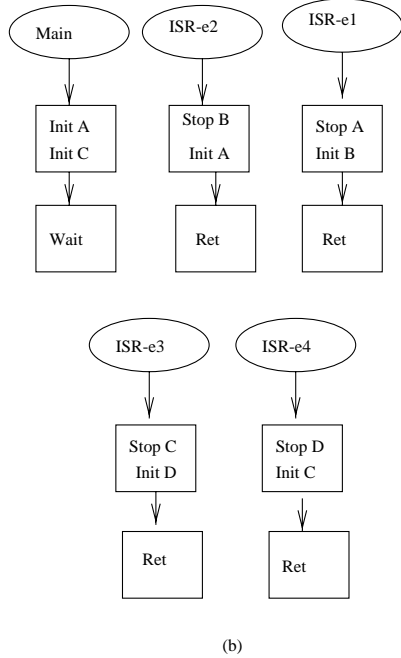 Main
ISR-e2
ISR-e1
Init A
Init C
Stop B
Init A
Stop A
Init B
Wait
Ret
Ret
ISR-e3
ISR-e4
Stop C
Init D
Stop D
Init C
Ret
Ret
(b)